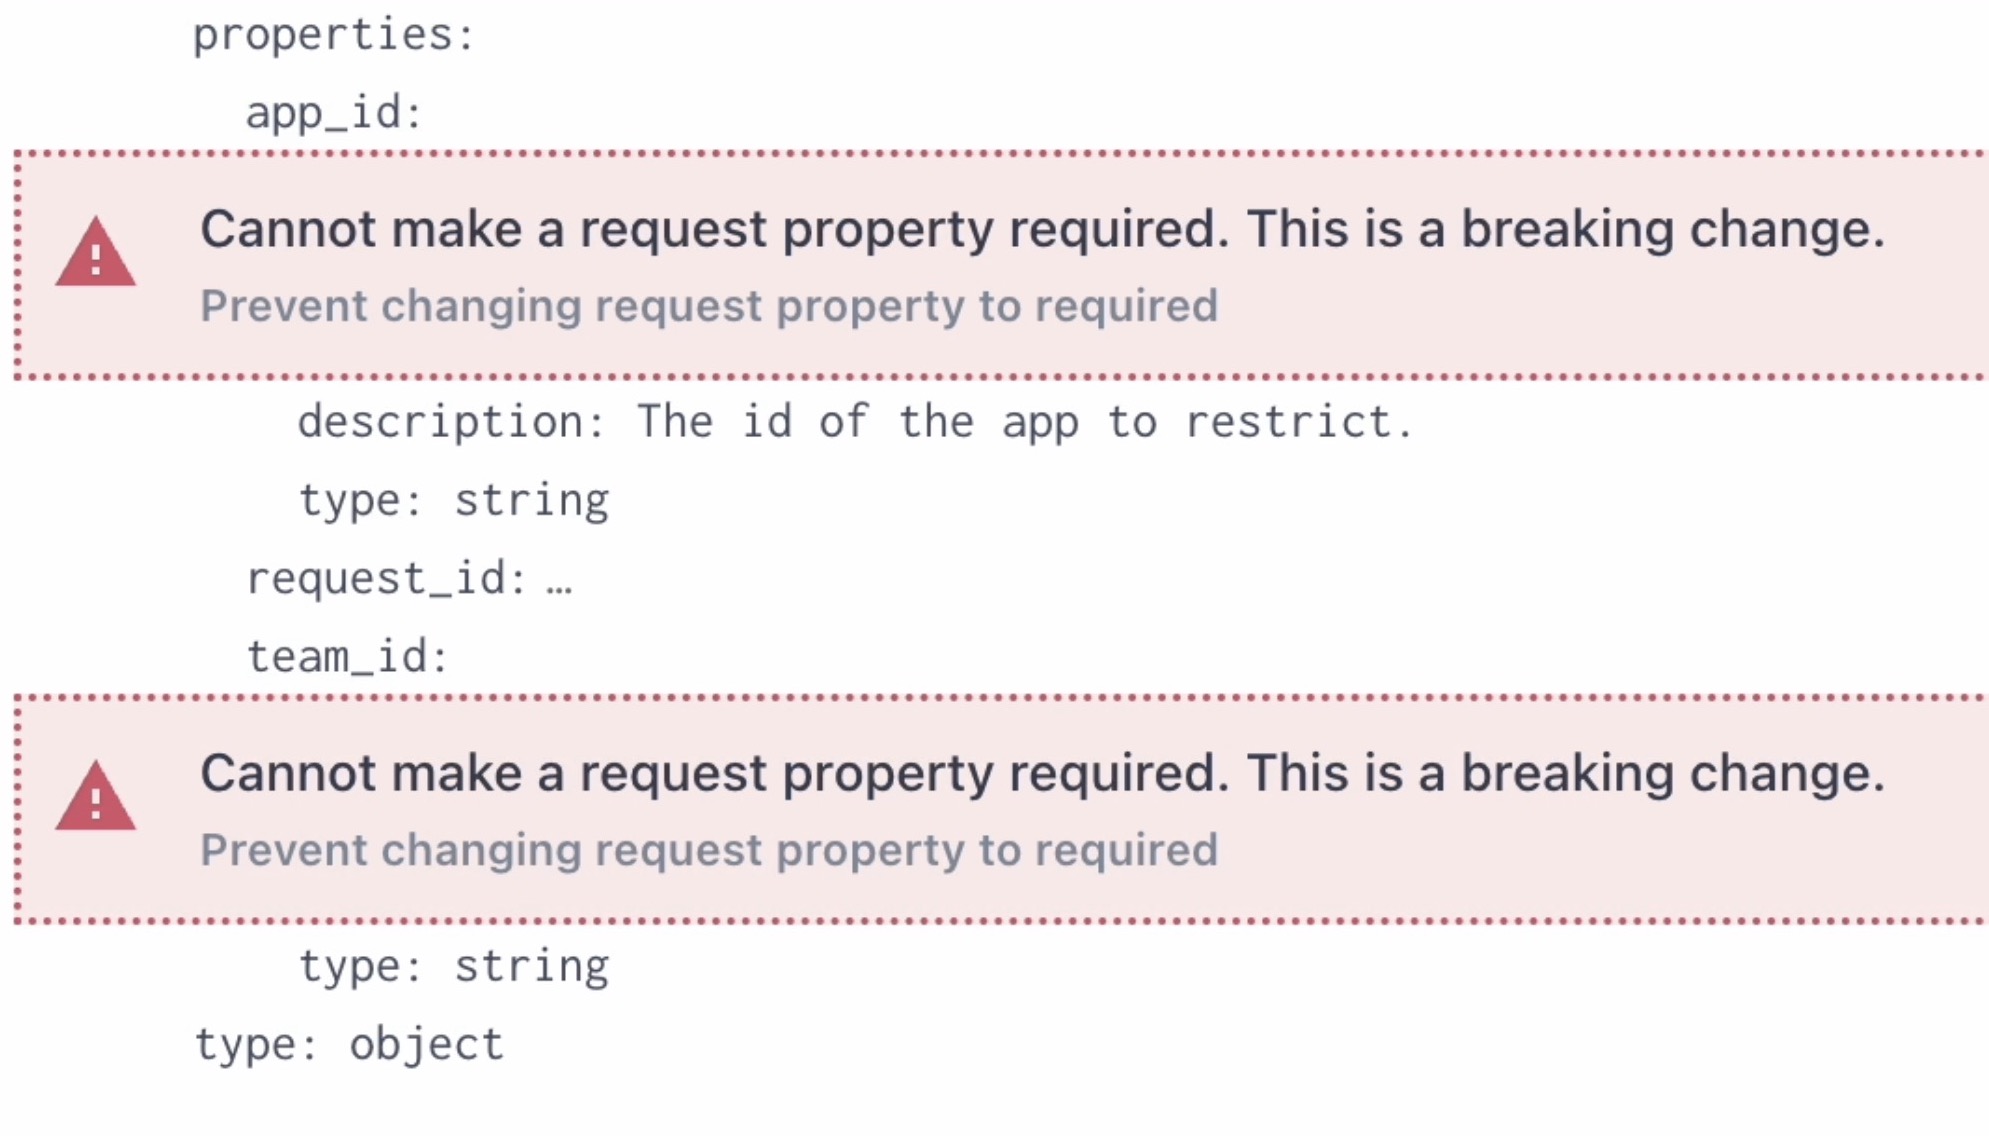 properties:
app_id:
Cannot make a request property required. This is a breaking change.
Prevent changing request property to required
description: The id of the app to restrict.
type: string
request_id: …
team_id:
Cannot make a request property required. This is a breaking change.
Prevent changing request property to required
type: string
type: object